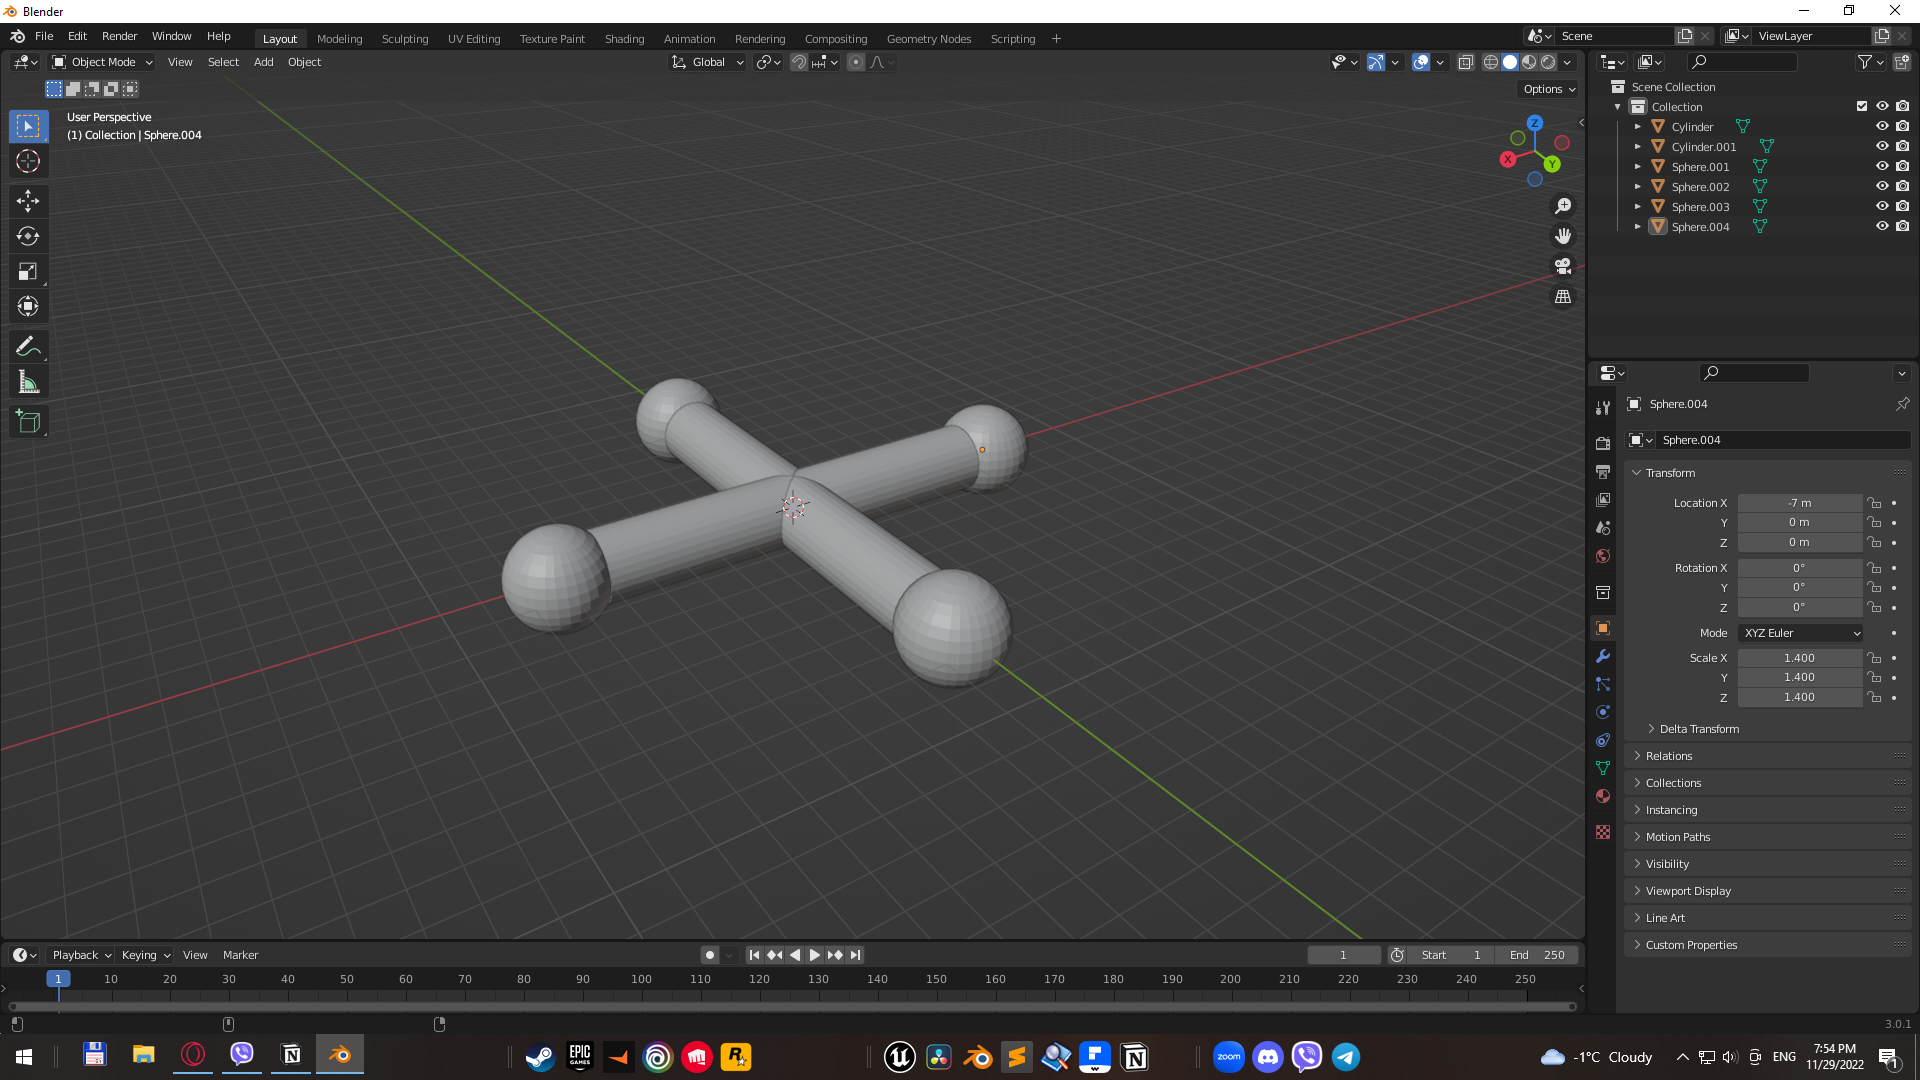 Blender
File Edit Render Window Help Layout Modeling Sculpting UV Editing Texture Paint Shading Animation Rendering Compositing Geometry Nodes Scripting + Scene ViewLayer
Object Mode View Select Add Object Global
Options
User Perspective
(1) Collection | Sphere.004
Z
X
Y
Scene Collection
Collection
Cylinder
Cylinder.001
Sphere.001
Sphere.002
Sphere.003
Sphere.004
Sphere.004
Sphere.004
Transform
Location X -7 m
Y 0 m
Z 0 m
Rotation X 0°
Y 0°
Z 0°
Mode XYZ Euler
Scale X 1.400
Y 1.400
Z 1.400
Delta Transform
Relations
Collections
Instancing
Motion Paths
Visibility
Viewport Display
Line Art
Custom Properties
Playback Keying View Marker 1 Start 1 End 250
1 10 20 30 40 50 60 70 80 90 100 110 120 130 140 150 160 170 180 190 200 210 220 230 240 250
3.0.1
EPIC GAMES
zoom
-1°C Cloudy
ENG
7:54 PM
11/29/2022
1